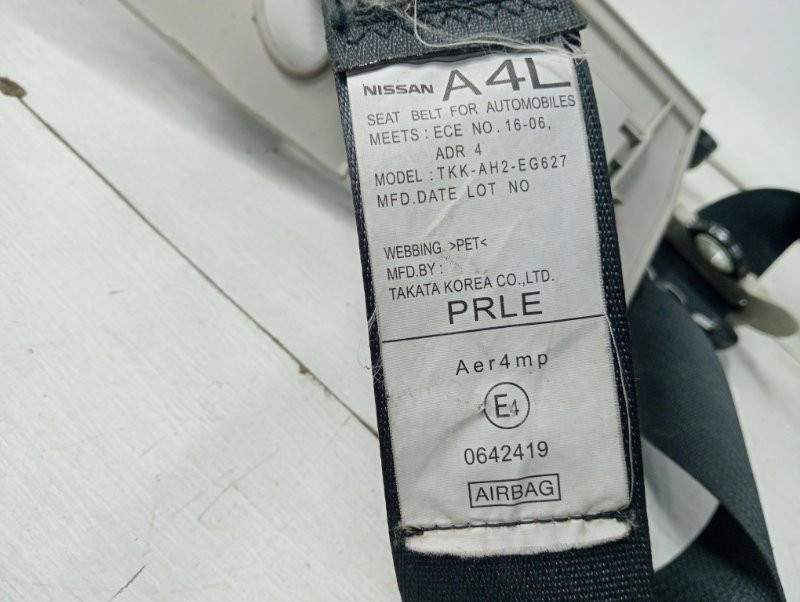 NISSAN A4L
SEAT BELT FOR AUTOMOBILES
MEETS : ECE NO. 16-06,
ADR 4
MODEL : TKK-AH2-EG627
MFD.DATE LOT NO
WEBBING >PET<
MFD.BY :
TAKATA KOREA CO.,LTD.
PRLE
Aer4mp
E4
0642419
AIRBAG